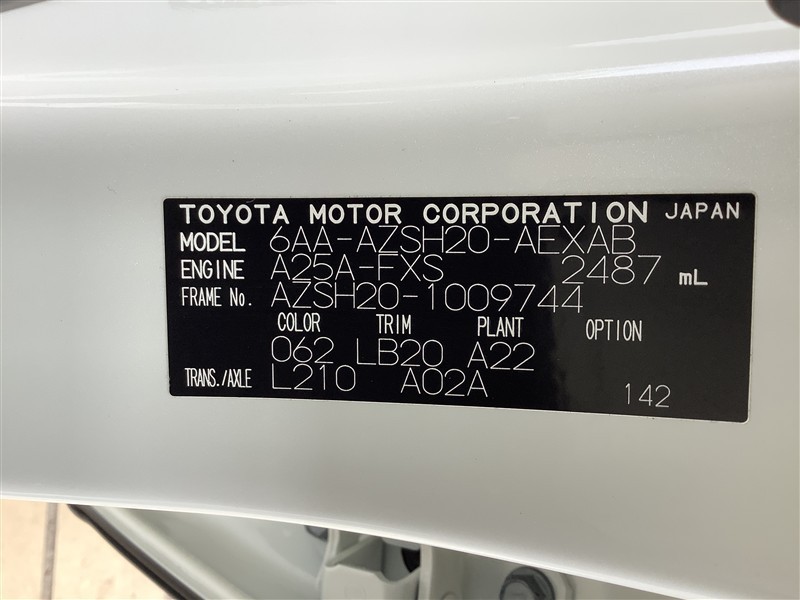 TOYOTA MOTOR CORPORATION JAPAN
MODEL 6AA-AZSH20-AEXAB
ENGINE A25A-FXS 2487 mL
FRAME No. AZSH20-1009744
COLOR TRIM PLANT OPTION
062 LB20 A22
TRANS./AXLE L210 A02A
142